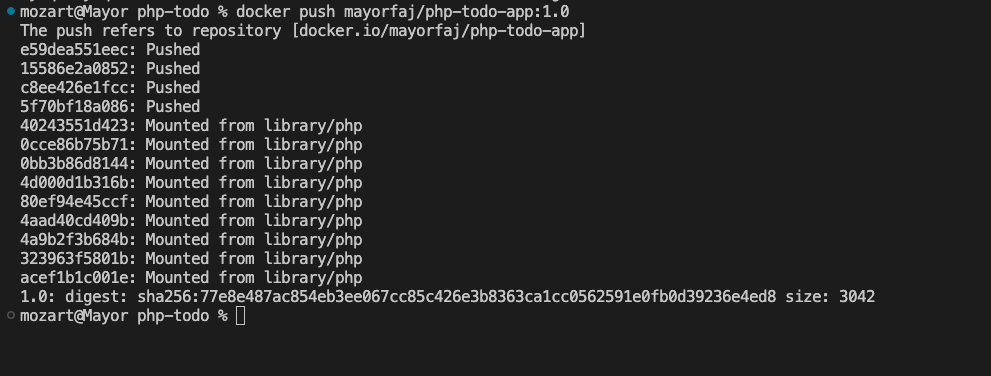 mozart@Mayor php-todo % docker push mayorfaj/php-todo-app:1.0
The push refers to repository [docker.io/mayorfaj/php-todo-app]
e59dea551eec: Pushed
15586e2a0852: Pushed
c8ee426e1fcc: Pushed
5f70bf18a086: Pushed
40243551d423: Mounted from library/php
0cce86b75b71: Mounted from library/php
0bb3b86d8144: Mounted from library/php
4d000d1b316b: Mounted from library/php
80ef94e45ccf: Mounted from library/php
4aad40cd409b: Mounted from library/php
4a9b2f3b684b: Mounted from library/php
323963f5801b: Mounted from library/php
acef1b1c001e: Mounted from library/php
1.0: digest: sha256:77e8e487ac854eb3ee067cc85c426e3b8363ca1cc0562591e0fb0d39236e4ed8 size: 3042
mozart@Mayor php-todo %